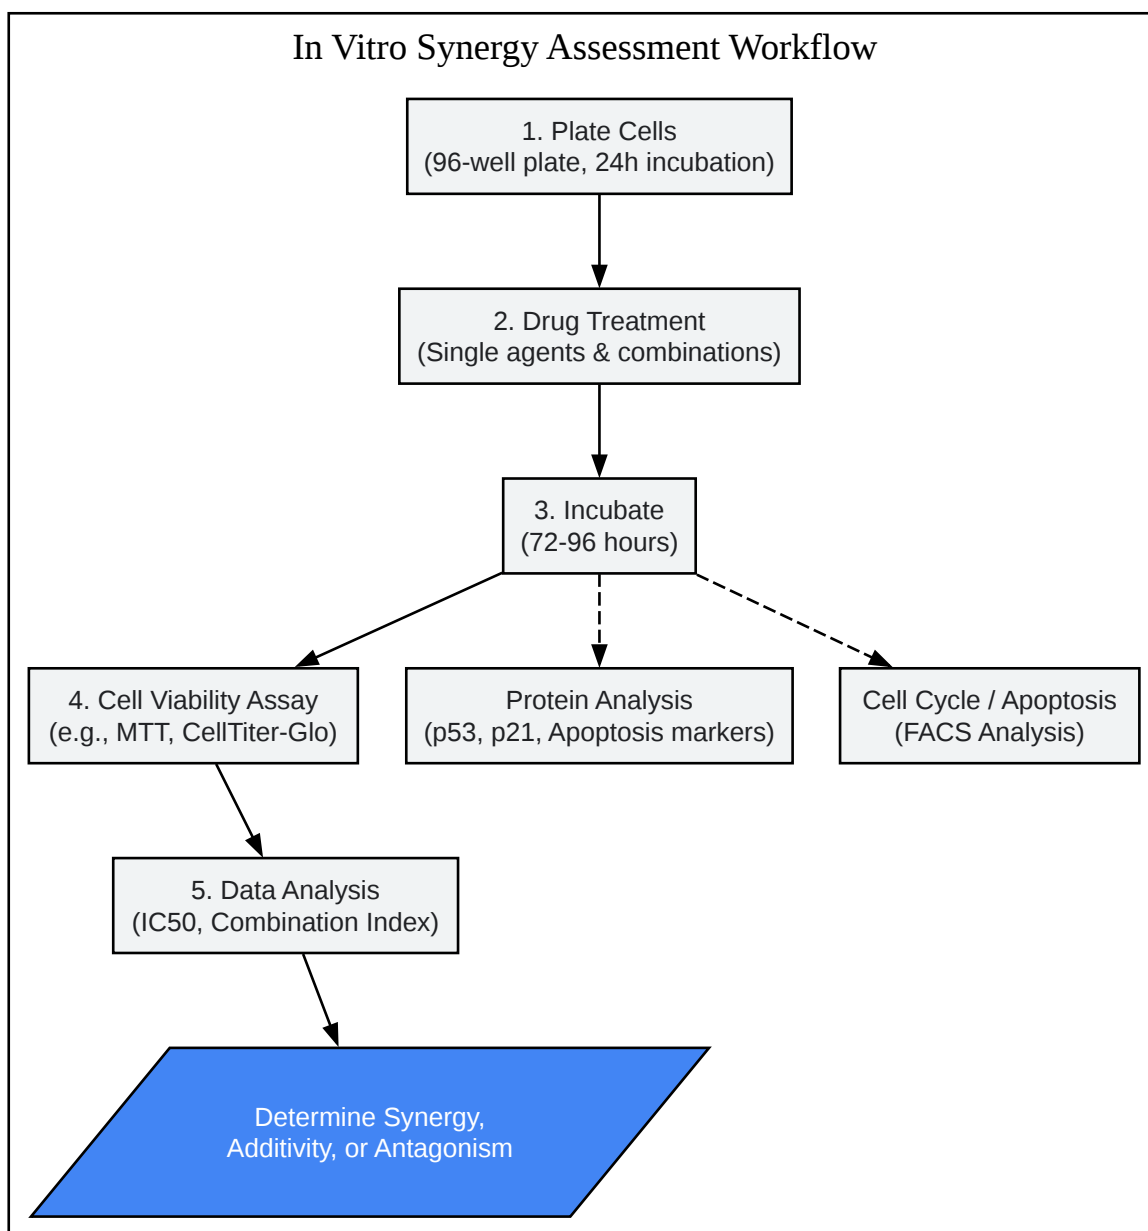 In Vitro Synergy Assessment Workflow
1. Plate Cells
(96-well plate, 24h incubation)
2. Drug Treatment
(Single agents & combinations)
3. Incubate
(72-96 hours)
4. Cell Viability Assay
(e.g., MTT, CellTiter-Glo)
Protein Analysis
(p53, p21, Apoptosis markers)
Cell Cycle / Apoptosis
(FACS Analysis)
5. Data Analysis
(IC50, Combination Index)
Determine Synergy,
Additivity, or Antagonism